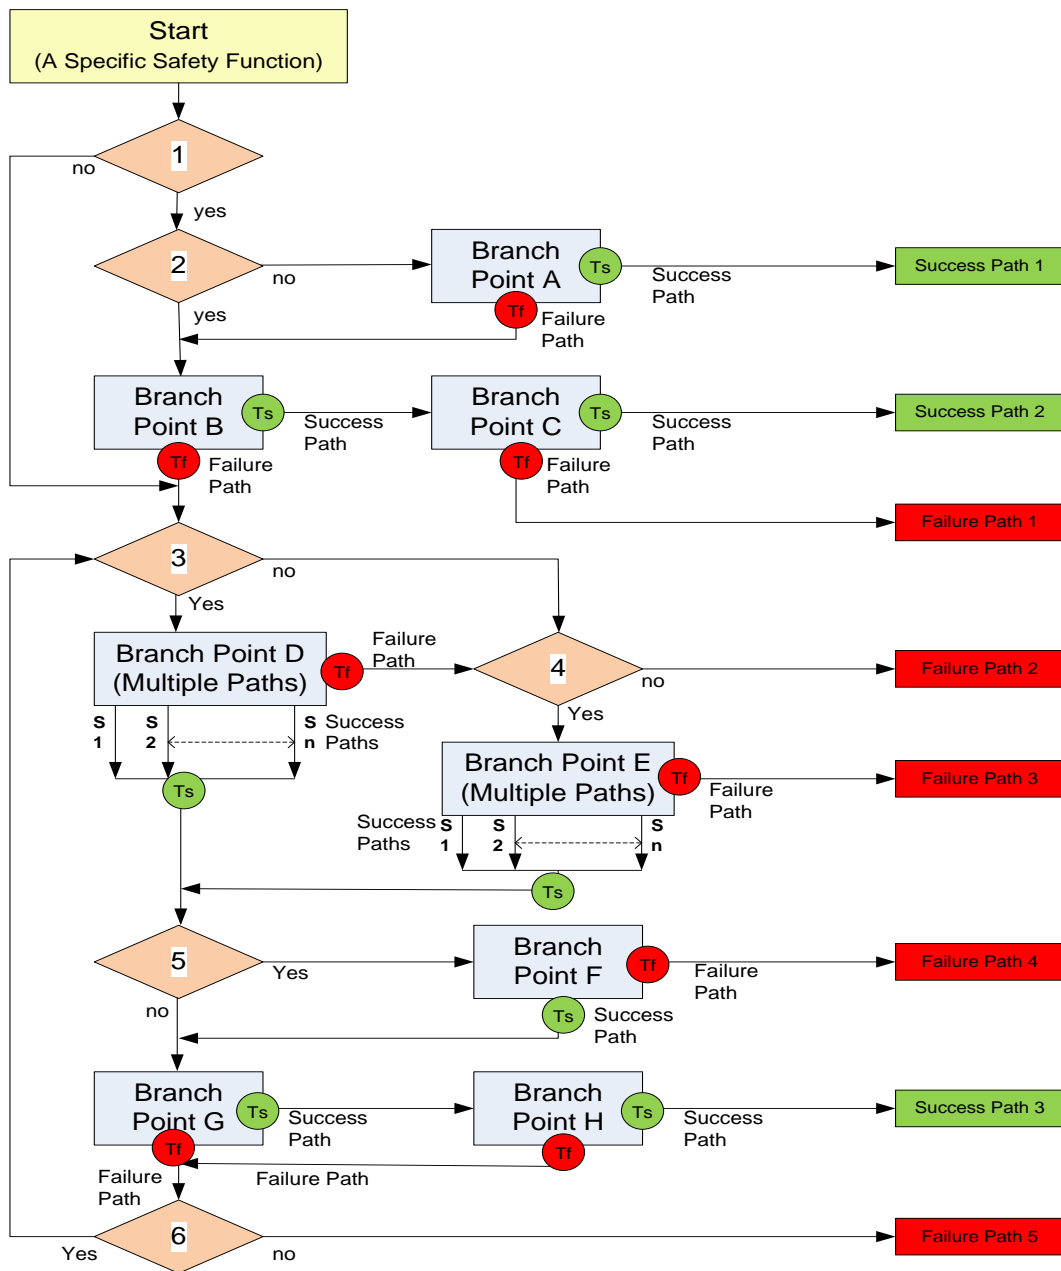 Start
(A Specific Safety Function)
1
no
yes
2
no
yes
Branch
Point A
Ts
Success
Path
Tf
Failure
Path
Success Path 1
Branch
Point B
Ts
Success
Path
Tf
Failure
Path
Branch
Point C
Ts
Success
Path
Tf
Failure
Path
Success Path 2
Failure Path 1
3
no
Yes
Branch Point D
(Multiple Paths)
Tf
Failure
Path
4
no
Yes
Failure Path 2
S
1
S
2
S
n
Success
Paths
Ts
Branch Point E
(Multiple Paths)
Tf
Failure
Path
Failure Path 3
Success
Paths
S
1
S
2
S
n
Ts
5
Yes
no
Branch
Point F
Tf
Failure
Path
Failure Path 4
Ts
Success
Path
Branch
Point G
Ts
Success
Path
Tf
Failure
Path
Branch
Point H
Ts
Success
Path
Tf
Failure Path
Success Path 3
6
Yes
no
Failure Path 5